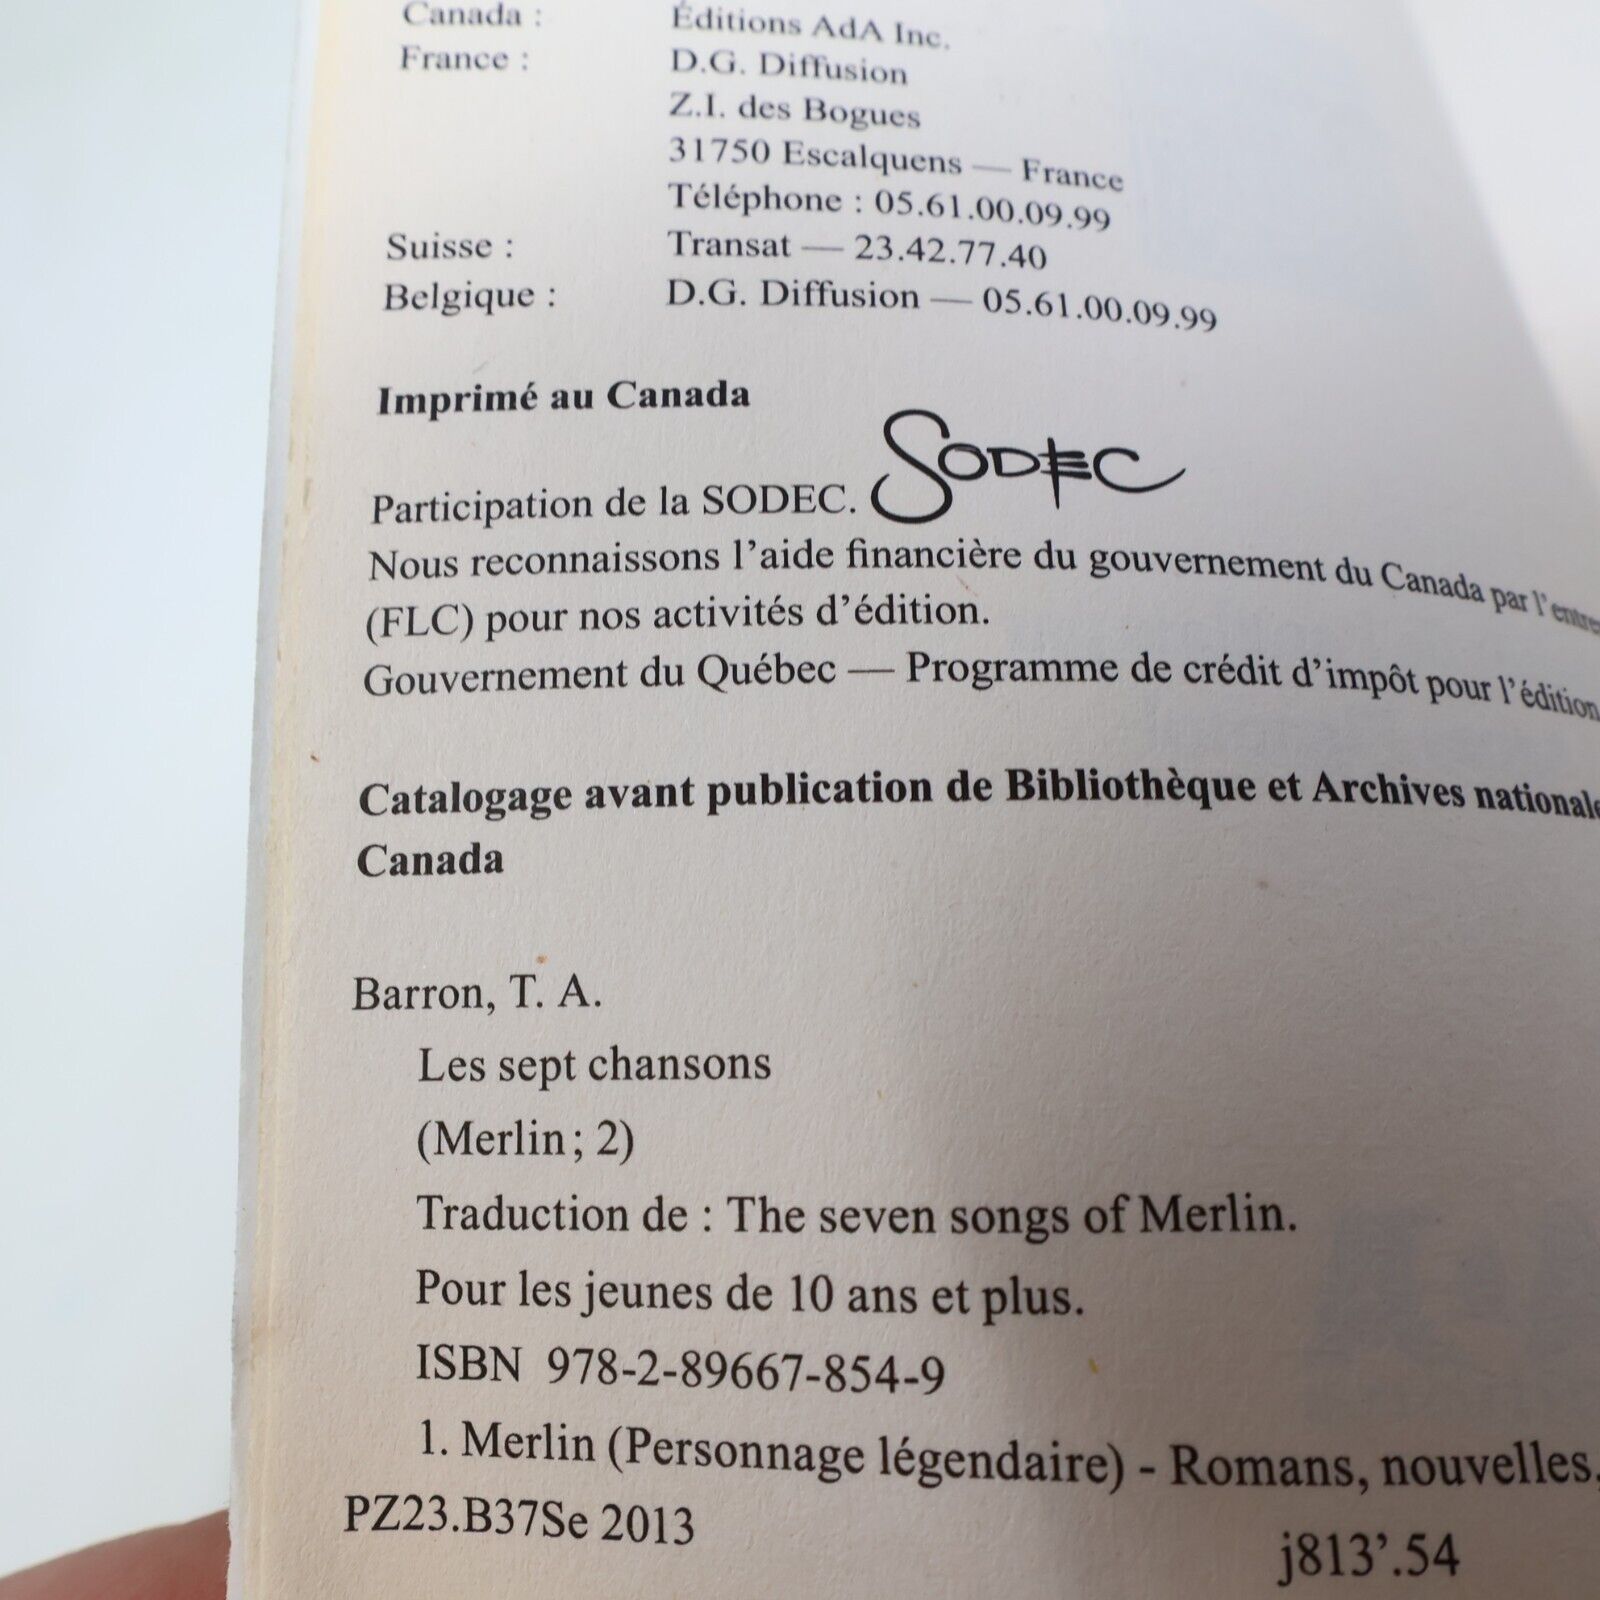 Canada : Éditions AdA Inc.
France : D.G. Diffusion
Z.I. des Bogues
31750 Escalquens — France
Téléphone : 05.61.00.09.99
Suisse : Transat — 23.42.77.40
Belgique : D.G. Diffusion — 05.61.00.09.99
Imprimé au Canada
Participation de la SODEC. SODEC
Nous reconnaissons l’aide financière du gouvernement du Canada par l’entre
(FLC) pour nos activités d’édition.
Gouvernement du Québec — Programme de crédit d’impôt pour l’édition
Catalogage avant publication de Bibliothèque et Archives nationale
Canada
Barron, T. A.
Les sept chansons
(Merlin ; 2)
Traduction de : The seven songs of Merlin.
Pour les jeunes de 10 ans et plus.
ISBN 978-2-89667-854-9
1. Merlin (Personnage légendaire) - Romans, nouvelles,
PZ23.B37Se 2013
j813’.54